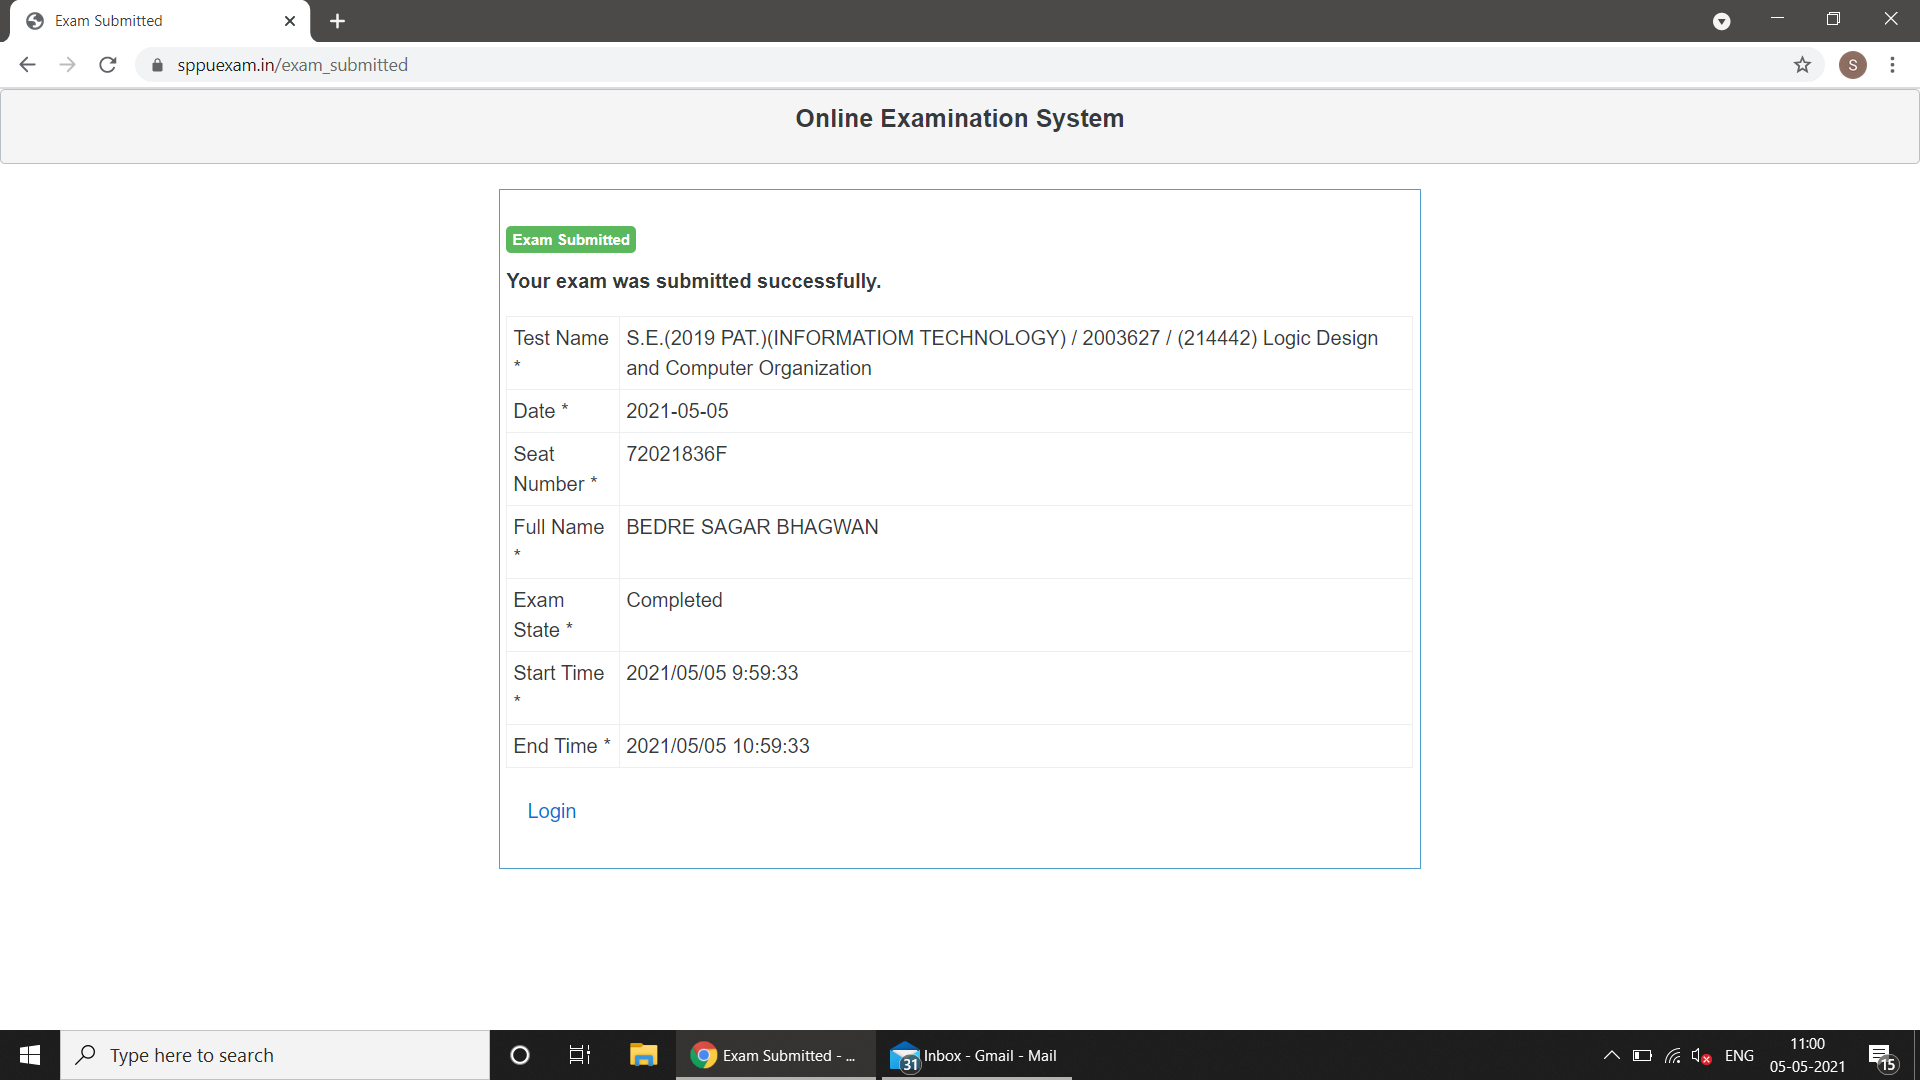 Exam Submitted
sppuexam.in/exam_submitted
S
Online Examination System
Exam Submitted
Your exam was submitted successfully.
Test Name * S.E.(2019 PAT.)(INFORMATIOM TECHNOLOGY) / 2003627 / (214442) Logic Design
and Computer Organization
Date * 2021-05-05
Seat 72021836F
Number *
Full Name * BEDRE SAGAR BHAGWAN
Exam Completed
State *
Start Time * 2021/05/05 9:59:33
End Time * 2021/05/05 10:59:33
Login
Type here to search
Exam Submitted - ...
31
Inbox - Gmail - Mail
ENG
11:00
05-05-2021
15